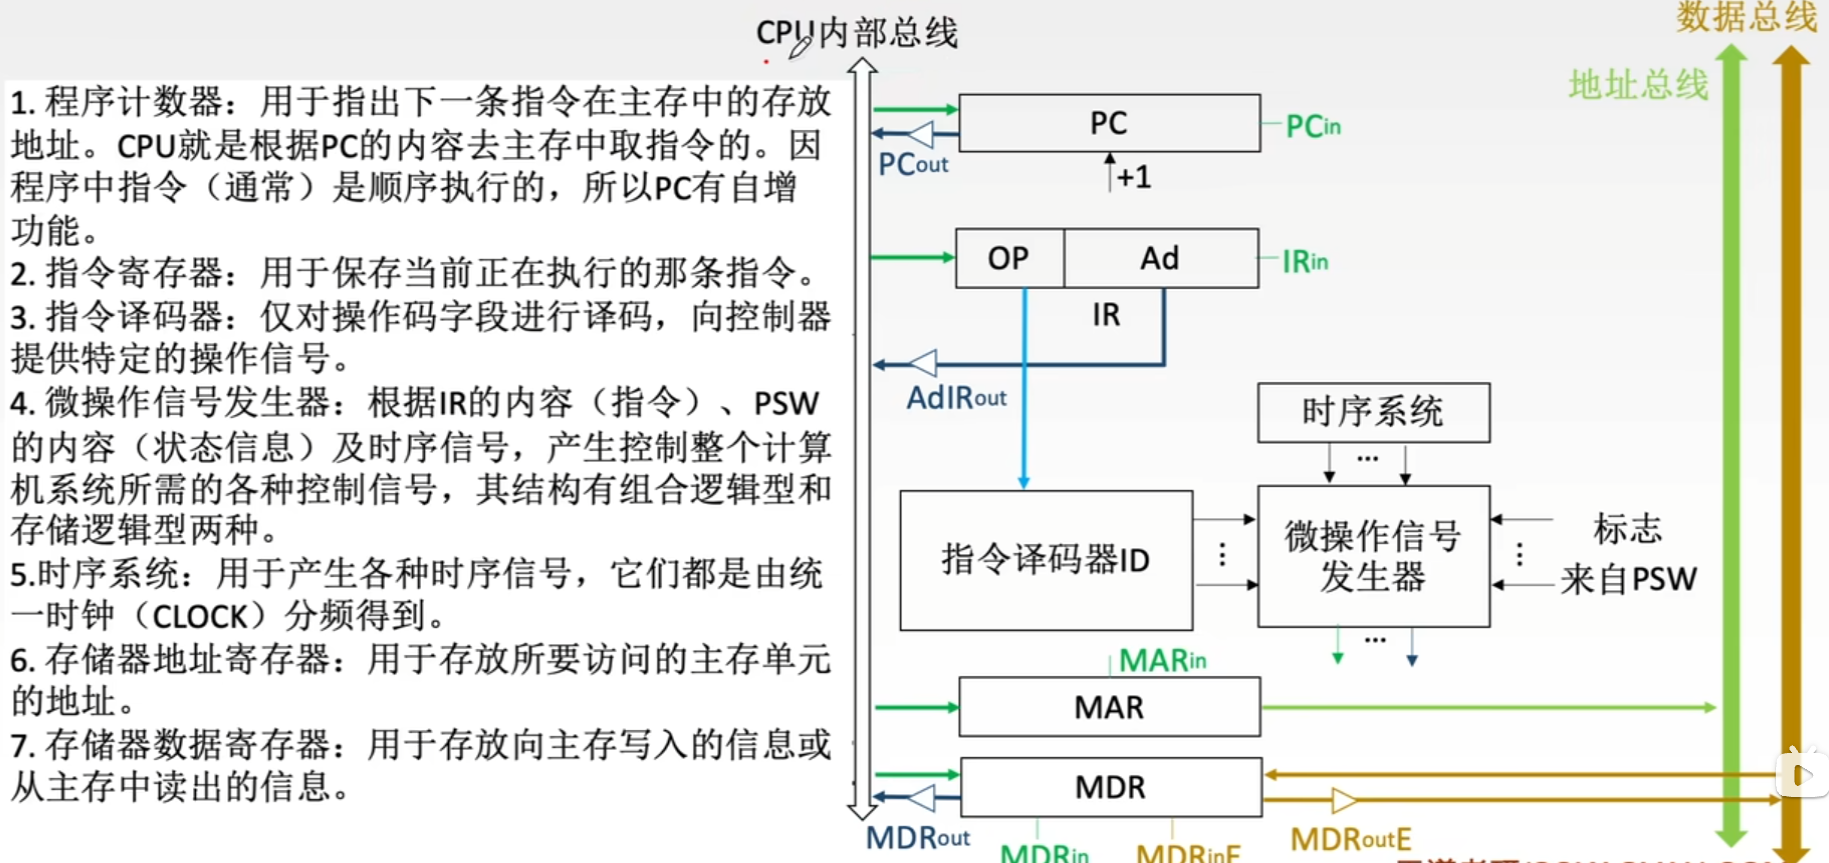 CPU内部总线
数据总线
地址总线
1. 程序计数器：用于指出下一条指令在主存中的存放
地址。CPU就是根据PC的内容去主存中取指令的。因
程序中指令（通常）是顺序执行的，所以PC有自增
功能。
2. 指令寄存器：用于保存当前正在执行的那条指令。
3. 指令译码器：仅对操作码字段进行译码，向控制器
提供特定的操作信号。
4. 微操作信号发生器：根据IR的内容（指令）、PSW
的内容（状态信息）及时序信号，产生控制整个计算
机系统所需的各种控制信号，其结构有组合逻辑型和
存储逻辑型两种。
5.时序系统：用于产生各种时序信号，它们都是由统
一时钟（CLOCK）分频得到。
6. 存储器地址寄存器：用于存放所要访问的主存单元
的地址。
7. 存储器数据寄存器：用于存放向主存写入的信息或
从主存中读出的信息。
PC
PCin
PCout
+1
OP
Ad
IRin
IR
AdIRout
时序系统
...
指令译码器ID
微操作信号
发生器
标志
来自PSW
...
MARin
MAR
MDR
MDRout
MDRin
MDRinE
MDRoutE